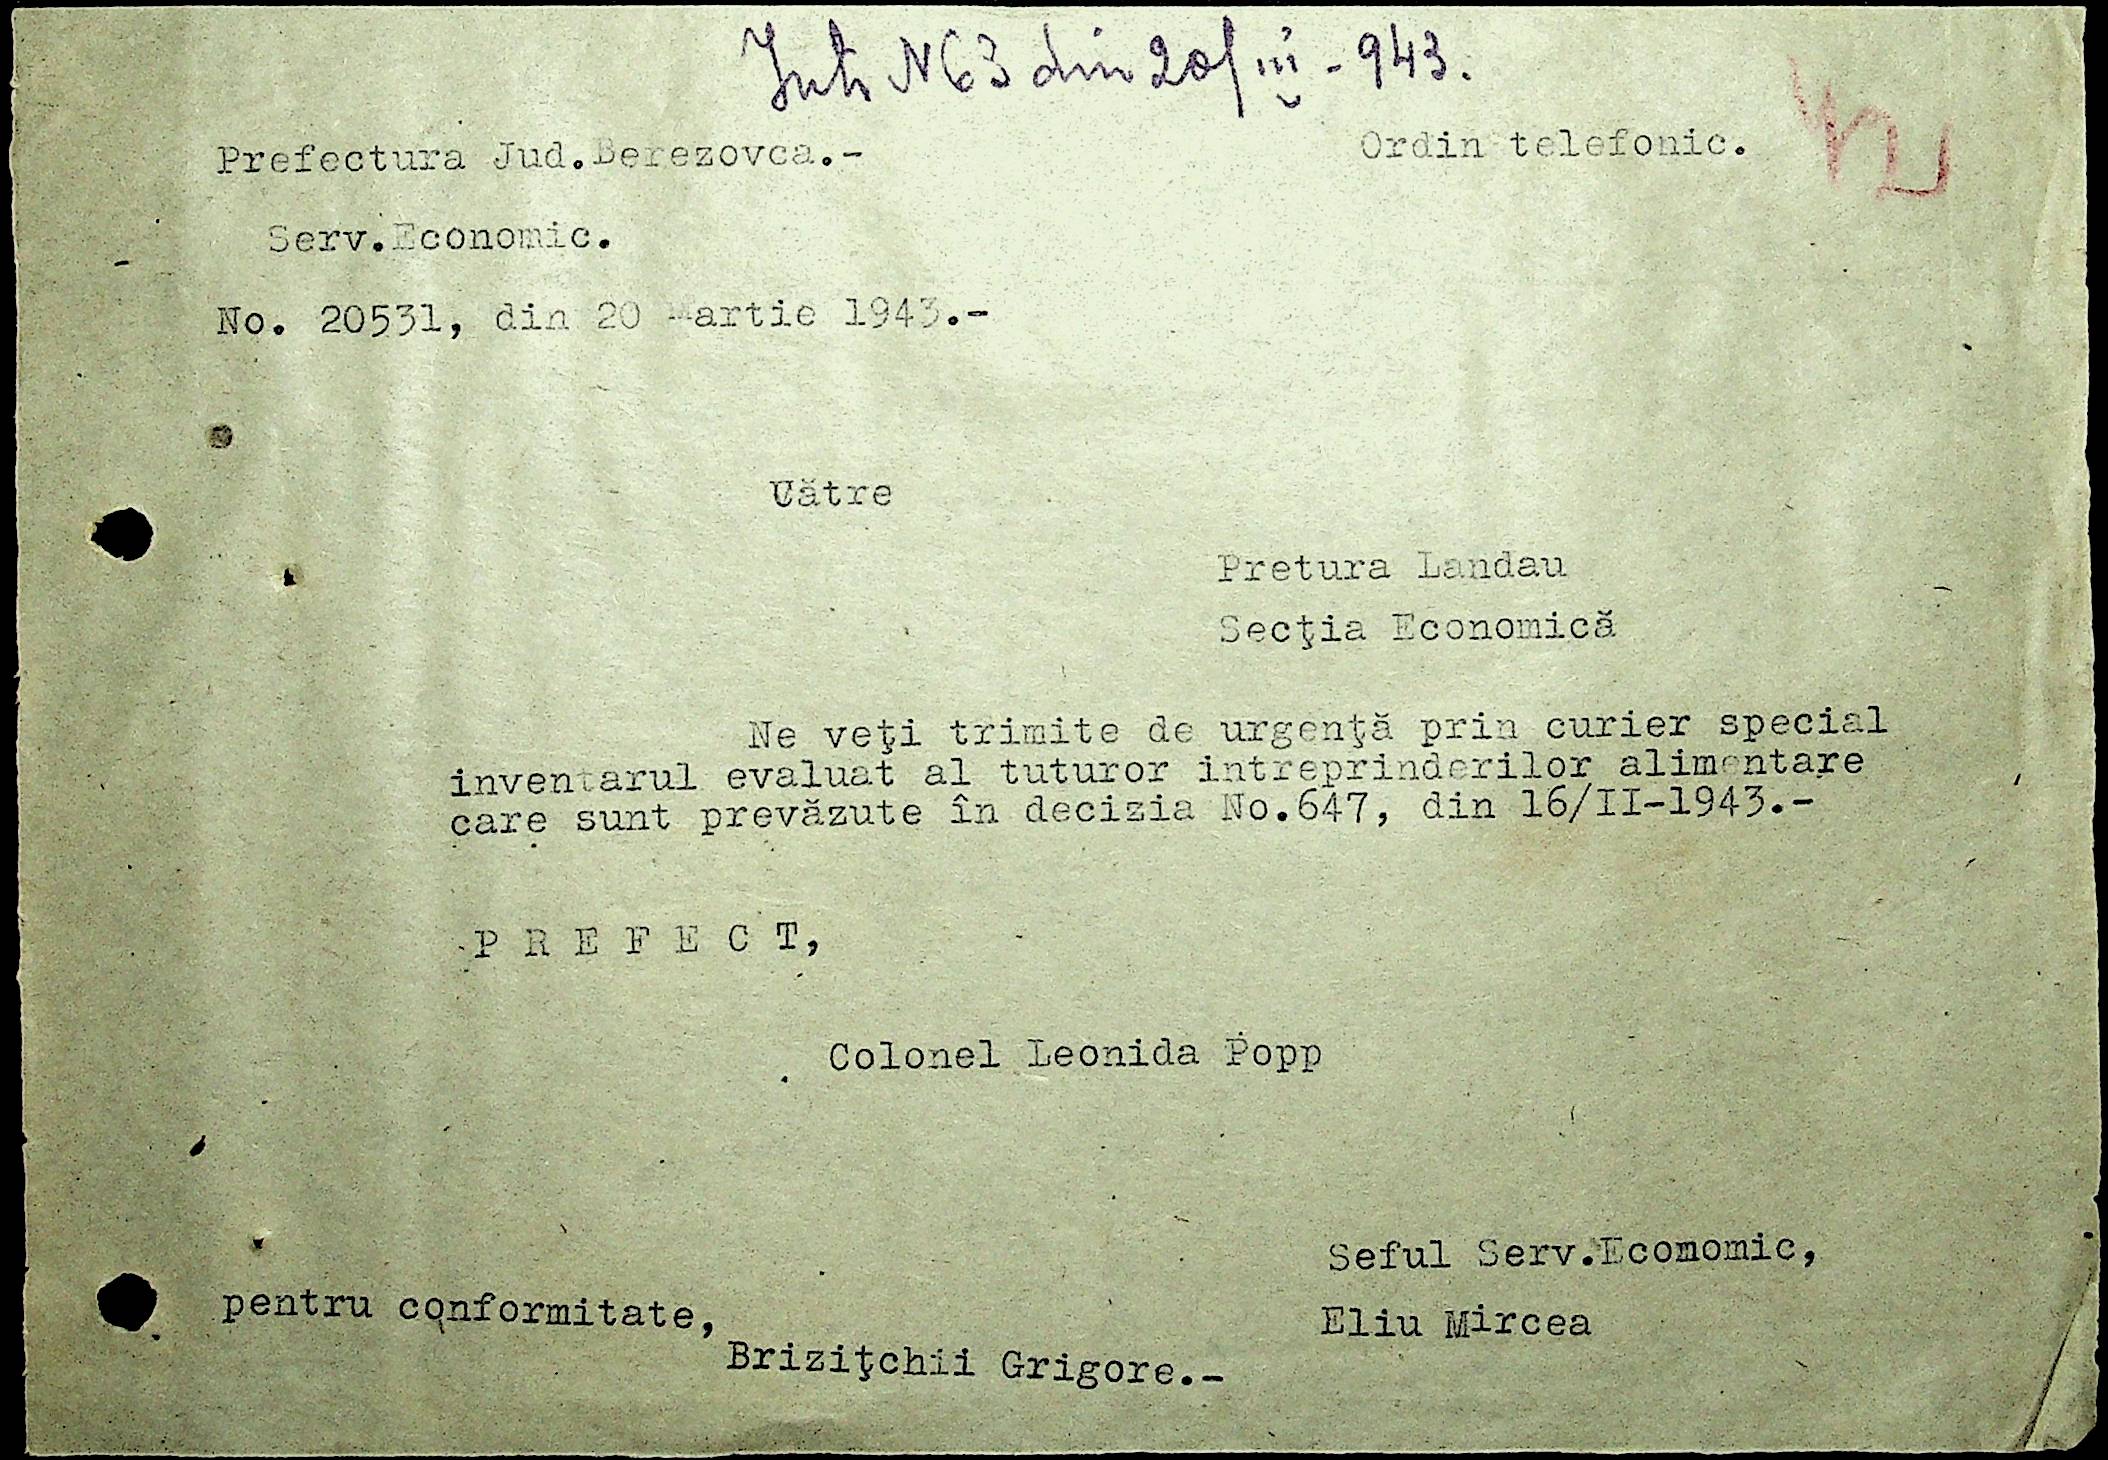 Intr N 63 din 20/III - 943.
Ordin telefonic.
Prefectura Jud.Berezovca.-
Serv.Economic.
No. 20531, din 20 Martie 1943.-
Către
Pretura Landau
Secţia Economică
Ne veţi trimite de urgenţă prin curier special
inventarul evaluat al tuturor intreprinderilor alimentare
care sunt prevăzute în decizia No.647, din 16/II-1943.-
P R E F E C T,
Colonel Leonida Popp
Seful Serv.Economic,
Eliu Mircea
pentru conformitate,
Briziţchii Grigore.-